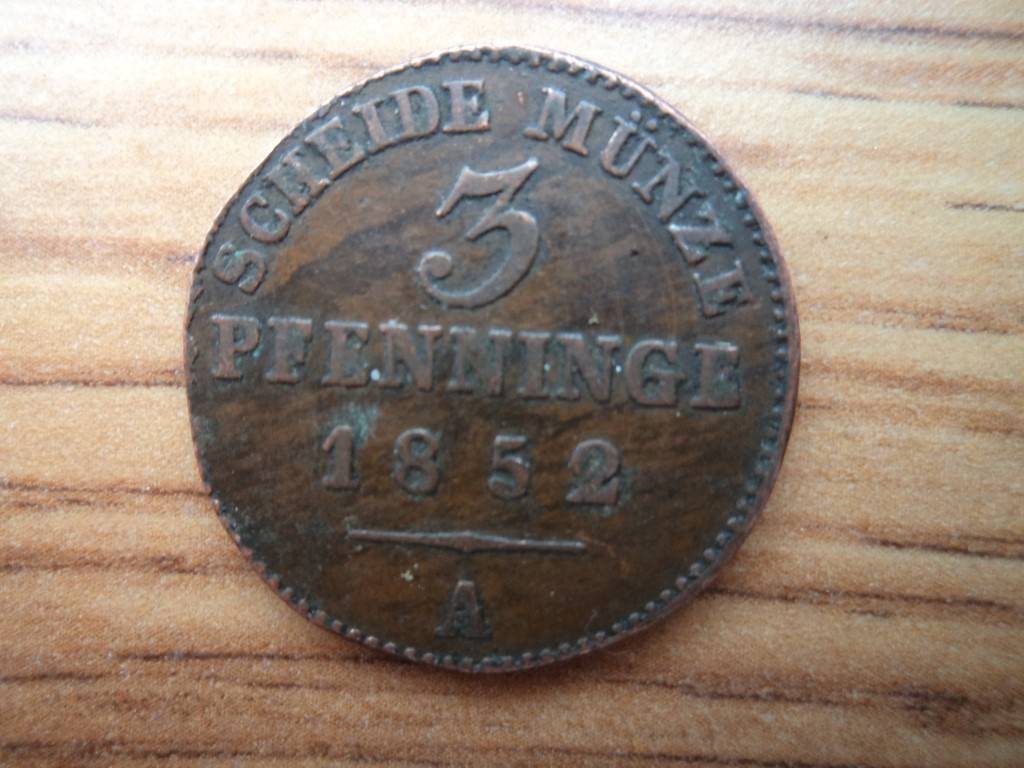 SCHEIDE MÜNZE
3
PFENNINGE
1852
A